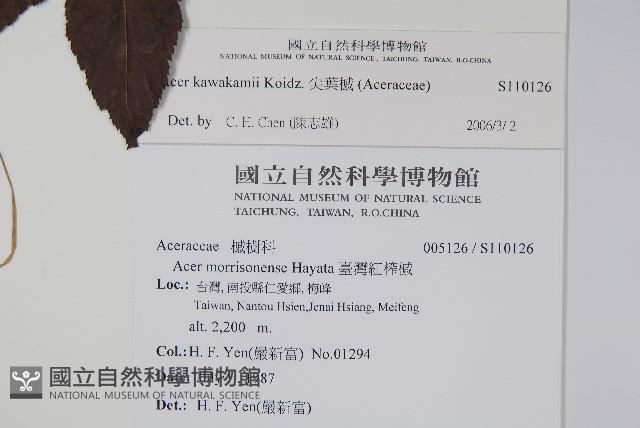 國立自然科學博物館
NATIONAL MUSEUM OF NATURAL SCIENCE, TAICHUNG, TAIWAN, R.O.CHINA
Acer kawakamii Koidz. 尖葉槭 (Aceraceae) S110126
Det. by C. H. Chen (陳志雄) 2006/3/2
國立自然科學博物館
NATIONAL MUSEUM OF NATURAL SCIENCE
TAICHUNG, TAIWAN, R.O.CHINA
Aceraceae 槭樹科 005126 / S110126
Acer morrisonense Hayata 臺灣紅榨槭
Loc.: 台灣, 南投縣仁愛鄉, 梅峰
Taiwan, Nantou Hsien, Jenai Hsiang, Meifeng
alt. 2,200 m.
Col.: H. F. Yen(嚴新富) No.01294
國立自然科學博物館
NATIONAL MUSEUM OF NATURAL SCIENCE
Det.: H. F. Yen(嚴新富)